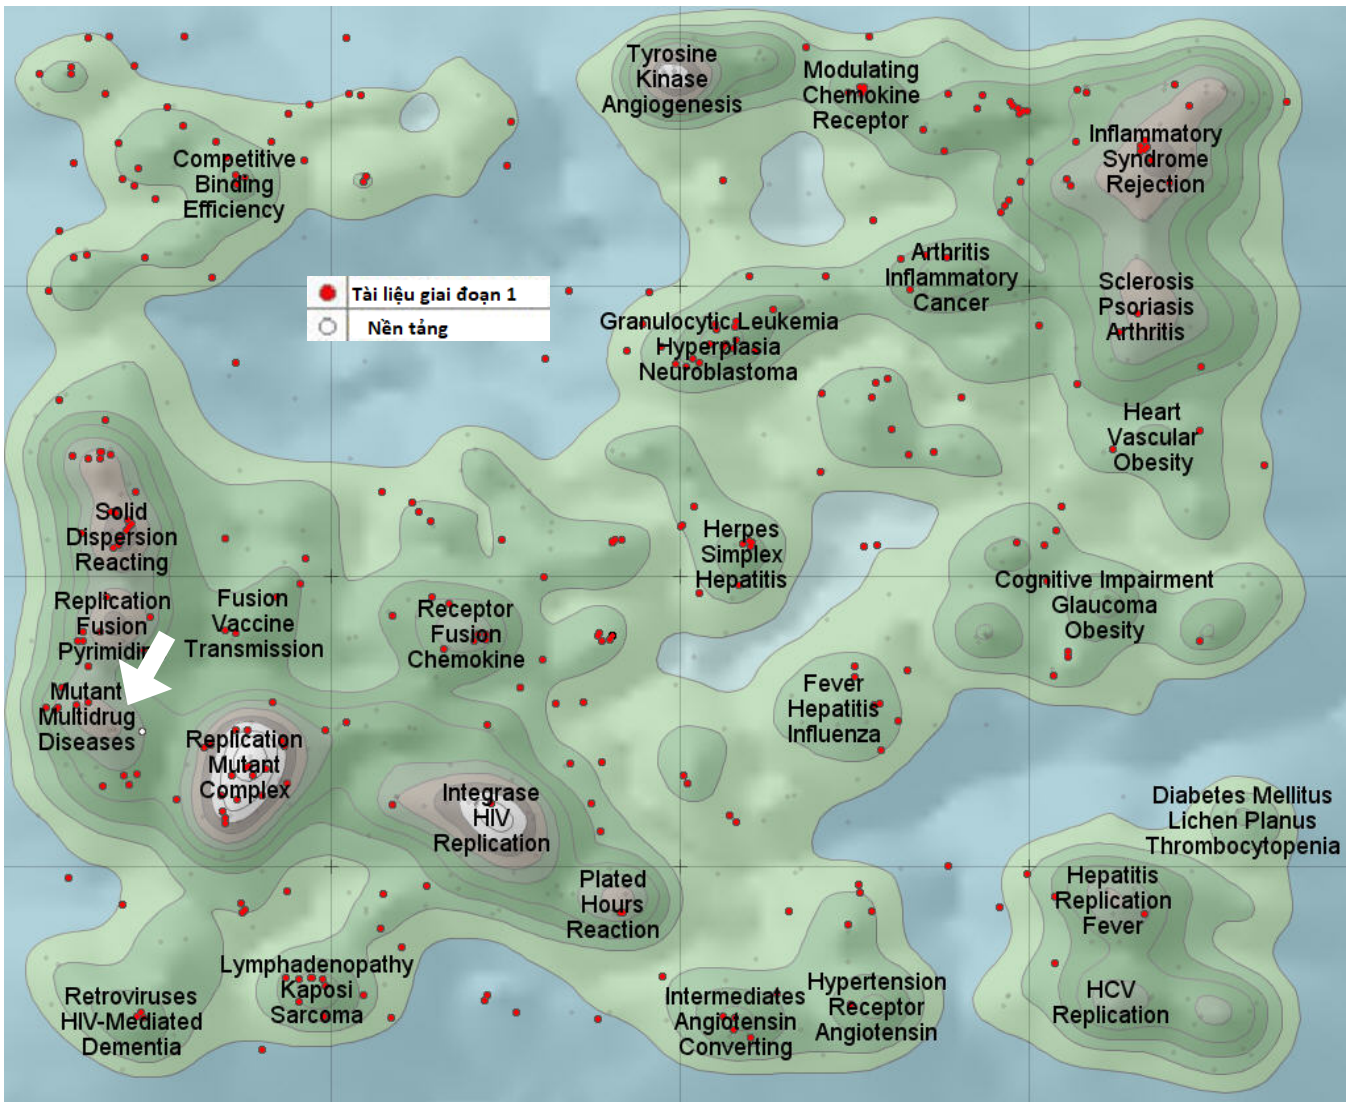 Tyrosine
Kinase
Angiogenesis
Modulating
Chemokine
Receptor
Inflammatory
Syndrome
Rejection
Competitive
Binding
Efficiency
Arthritis
Inflammatory
Cancer
Sclerosis
Psoriasis
Arthritis
Tài liệu giai đoạn 1
Nền tảng
Granulocytic Leukemia
Hyperplasia
Neuroblastoma
Heart
Vascular
Obesity
Solid
Dispersion
Reacting
Herpes
Simplex
Hepatitis
Cognitive Impairment
Glaucoma
Obesity
Replication
Fusion
Pyrimidin
Fusion
Vaccine
Transmission
Receptor
Fusion
Chemokine
Mutant
Multidrug
Diseases
Fever
Hepatitis
Influenza
Replication
Mutant
Complex
Integrase
HIV
Replication
Diabetes Mellitus
Lichen Planus
Thrombocytopenia
Plated
Hours
Reaction
Hepatitis
Replication
Fever
Lymphadenopathy
Kaposi
Sarcoma
Retroviruses
HIV-Mediated
Dementia
Intermediates
Angiotensin
Converting
Hypertension
Receptor
Angiotensin
HCV
Replication